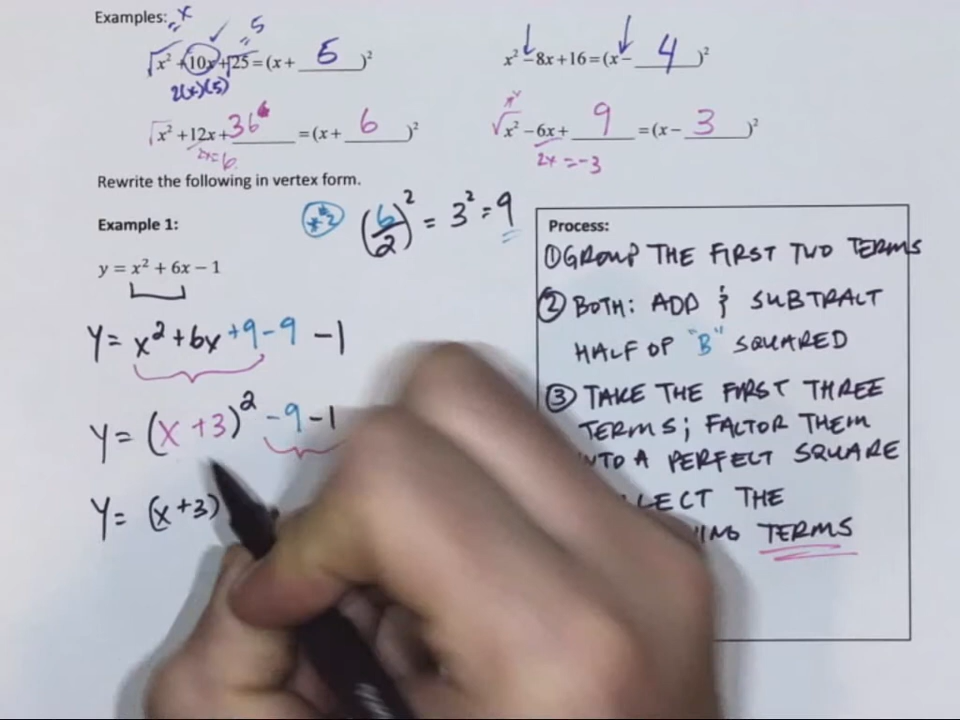 Examples: x
5
√x² +10x+√25 = (x + 5)²
2(x)(5)
x² – 8x + 16 = (x – 4)²
√x² +12x+ 36 = (x + 6)²
2x = 6
x
√x² – 6x + 9 = (x – 3)²
2x = -3
Rewrite the following in vertex form.
Example 1:
(6/2)² = 3² = 9
y = x² + 6x – 1
y = x² + 6x + 9 - 9 - 1
y = (x + 3)² - 9 - 1
y = (x + 3)
Process:
① GROUP THE FIRST TWO TERMS
② BOTH: ADD & SUBTRACT
HALF OF "B" SQUARED
③ TAKE THE FIRST THREE
TERMS; FACTOR THEM
INTO A PERFECT SQUARE
THE
TERMS